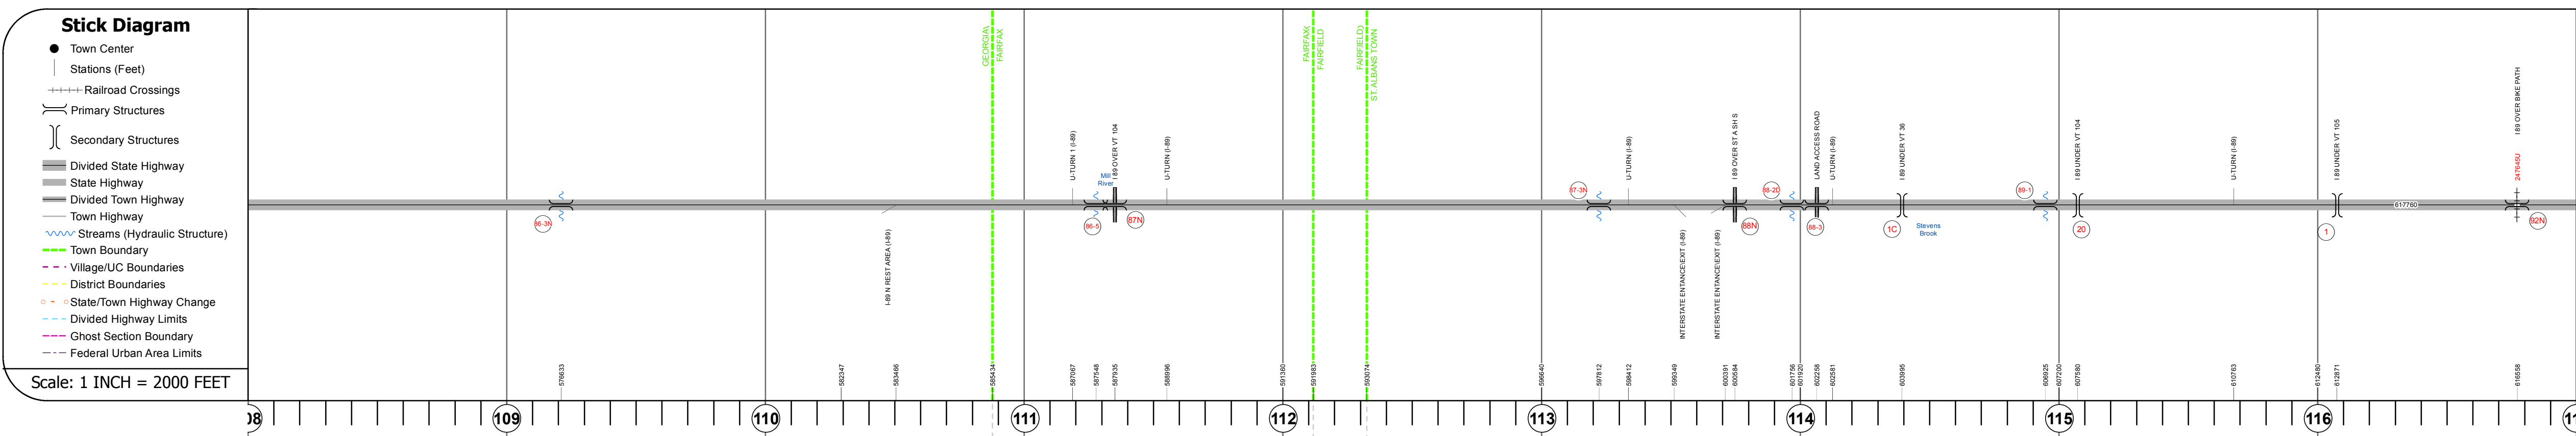 Stick Diagram
Town Center
Stations (Feet)
Railroad Crossings
Primary Structures
Secondary Structures
Divided State Highway
State Highway
Divided Town Highway
Town Highway
Streams (Hydraulic Structure)
Town Boundary
Village/UC Boundaries
District Boundaries
State/Town Highway Change
Divided Highway Limits
Ghost Section Boundary
Federal Urban Area Limits
Scale: 1 INCH = 2000 FEET
GEORGIA\
FAIRFAX
FAIRFAX(
FAIRFIELD
FAIRFIELD)
ST. ALBANS TOWN
U-TURN 1 (I-89)
I 89 OVER VT 104
U-TURN (I-89)
U-TURN (I-89)
I 89 OVER ST A SH S
LAND ACCESS ROAD
U-TURN (I-89)
I 89 UNDER VT 36
I 89 UNDER VT 104
U-TURN (I-89)
I 89 UNDER VT 105
247645U
I 89 OVER BIKE PATH
Mill
River
86-3N
86-5
87N
87-3N
88N
88-2D
88-3
1C
Stevens
Brook
89-1
20
1
617760
92N
I-89 N REST AREA (I-89)
INTERSTATE ENTANCE\EXIT (I-89)
INTERSTATE ENTANCE\EXIT (I-89)
576633
582347
583466
585434
587067
587548
587935
588996
591360
591983
593074
596640
597812
598412
599349
600391
600584
601756
601920
602258
602581
603995
606925
607200
607580
610763
612480
612871
616558
109
110
111
112
113
114
115
116